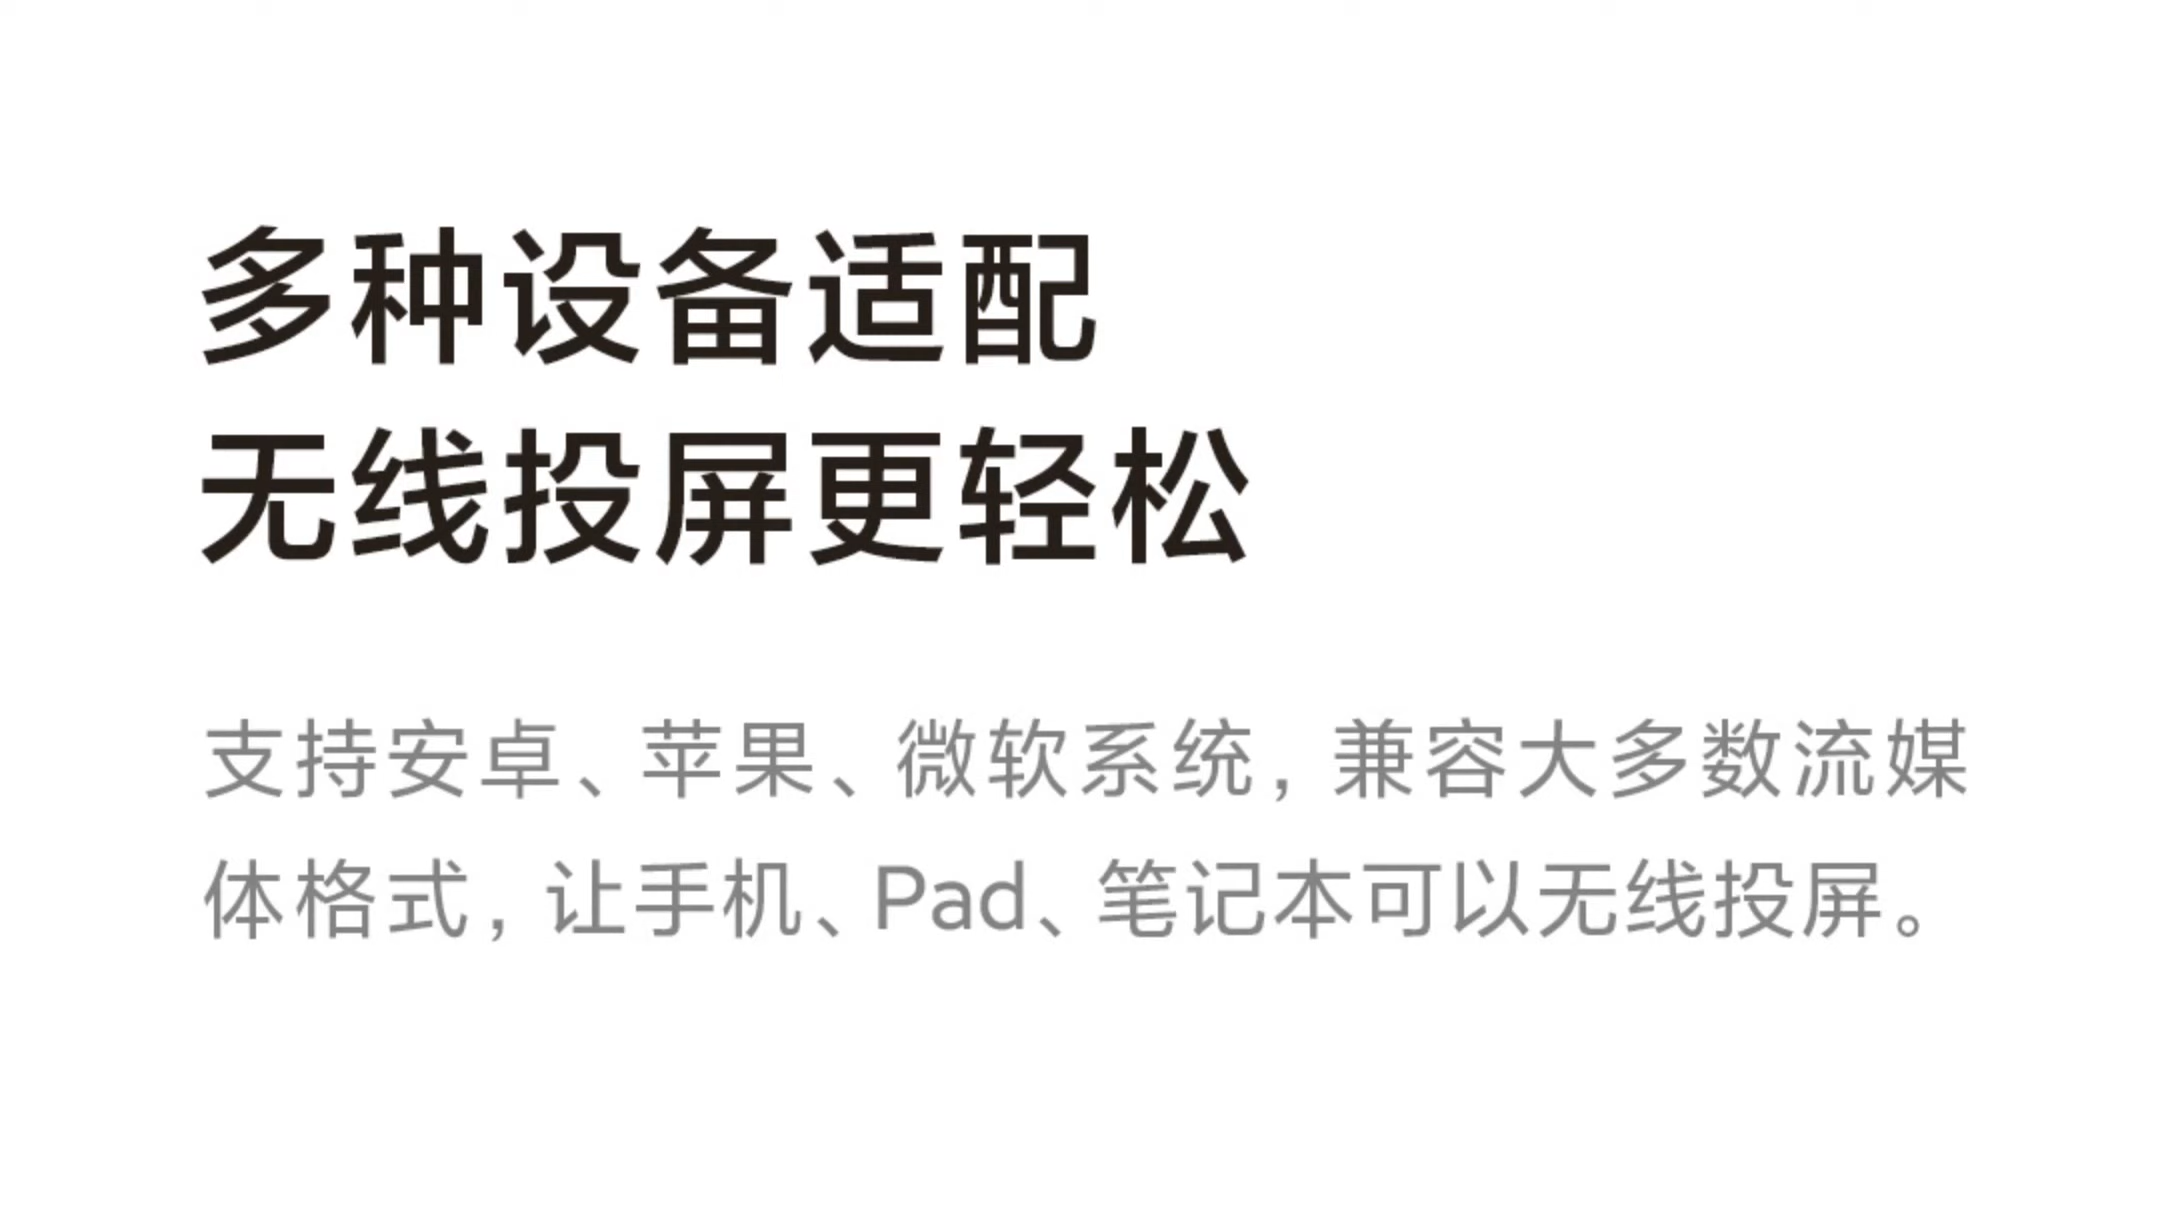 多种设备适配
无线投屏更轻松
支持安卓、苹果、微软系统，兼容大多数流媒
体格式，让手机、Pad、笔记本可以无线投屏。